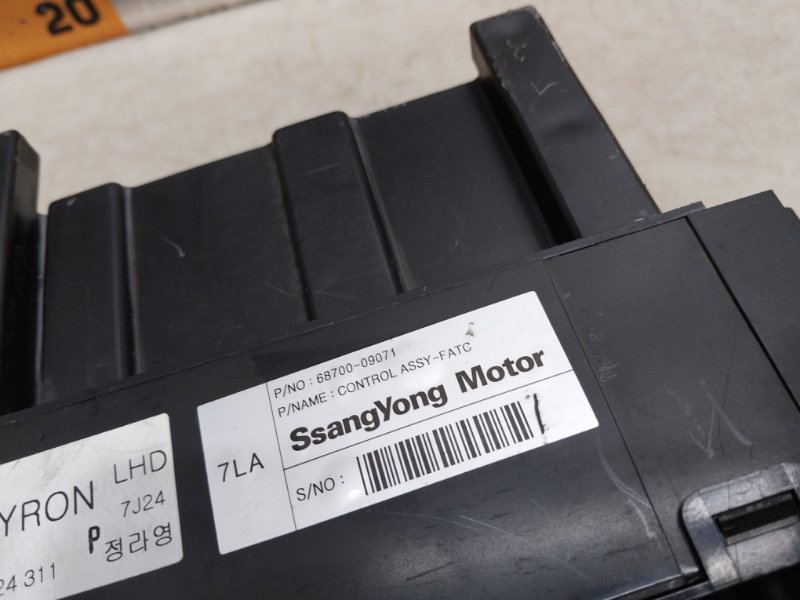 20
P/NO : 68700-09071
P/NAME : CONTROL ASSY-FATC
SsangYong Motor
7LA
S/NO :
YRON LHD
7J24
P 정라영
24 311